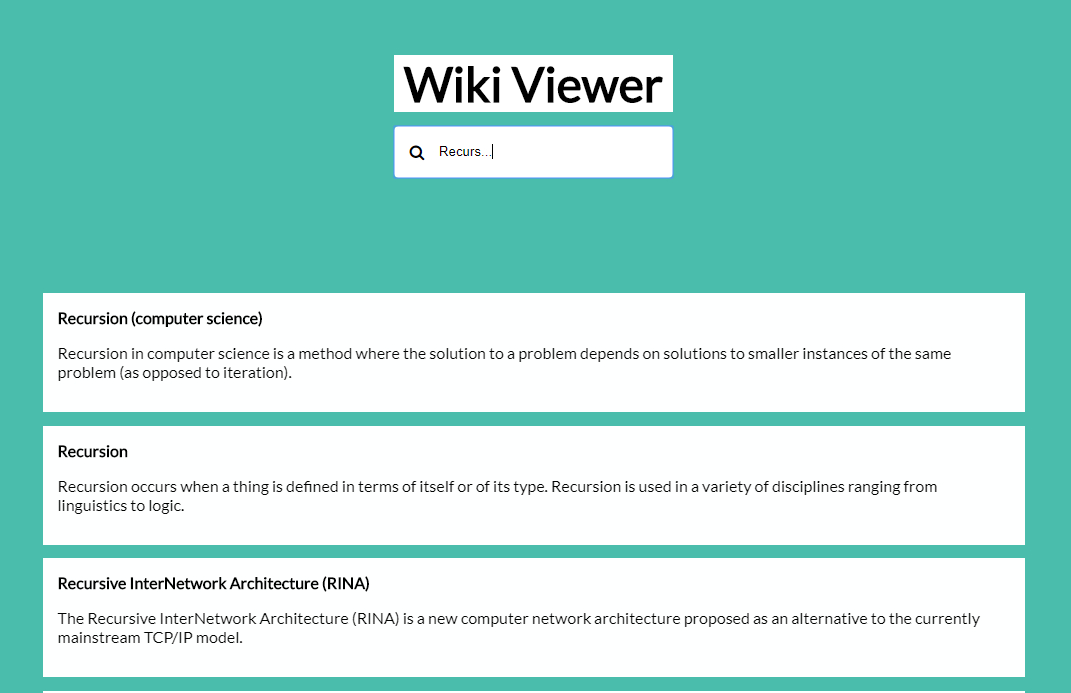 Wiki Viewer
Recurs...
Recursion (computer science)
Recursion in computer science is a method where the solution to a problem depends on solutions to smaller instances of the same
problem (as opposed to iteration).
Recursion
Recursion occurs when a thing is defined in terms of itself or of its type. Recursion is used in a variety of disciplines ranging from
linguistics to logic.
Recursive InterNetwork Architecture (RINA)
The Recursive InterNetwork Architecture (RINA) is a new computer network architecture proposed as an alternative to the currently
mainstream TCP/IP model.